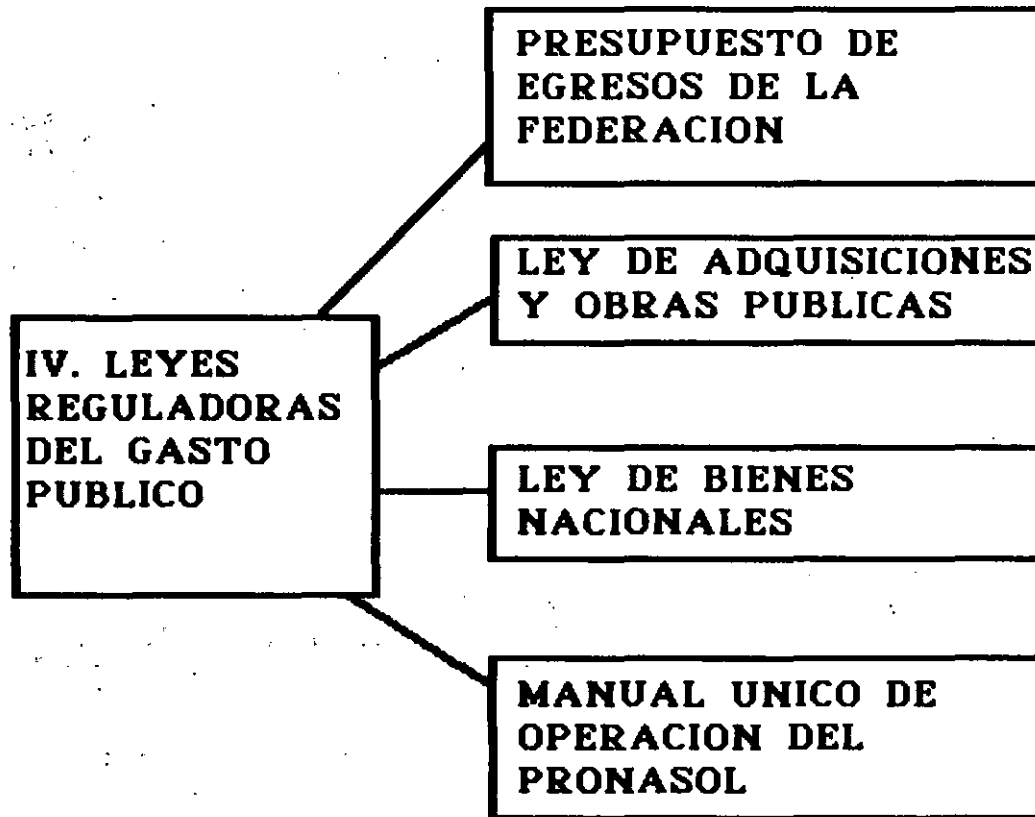 IV. LEYES
REGULADORAS
DEL GASTO
PUBLICO
PRESUPUESTO DE
EGRESOS DE LA
FEDERACION
LEY DE ADQUISICIONES
Y OBRAS PUBLICAS
LEY DE BIENES
NACIONALES
MANUAL UNICO DE
OPERACION DEL
PRONASOL